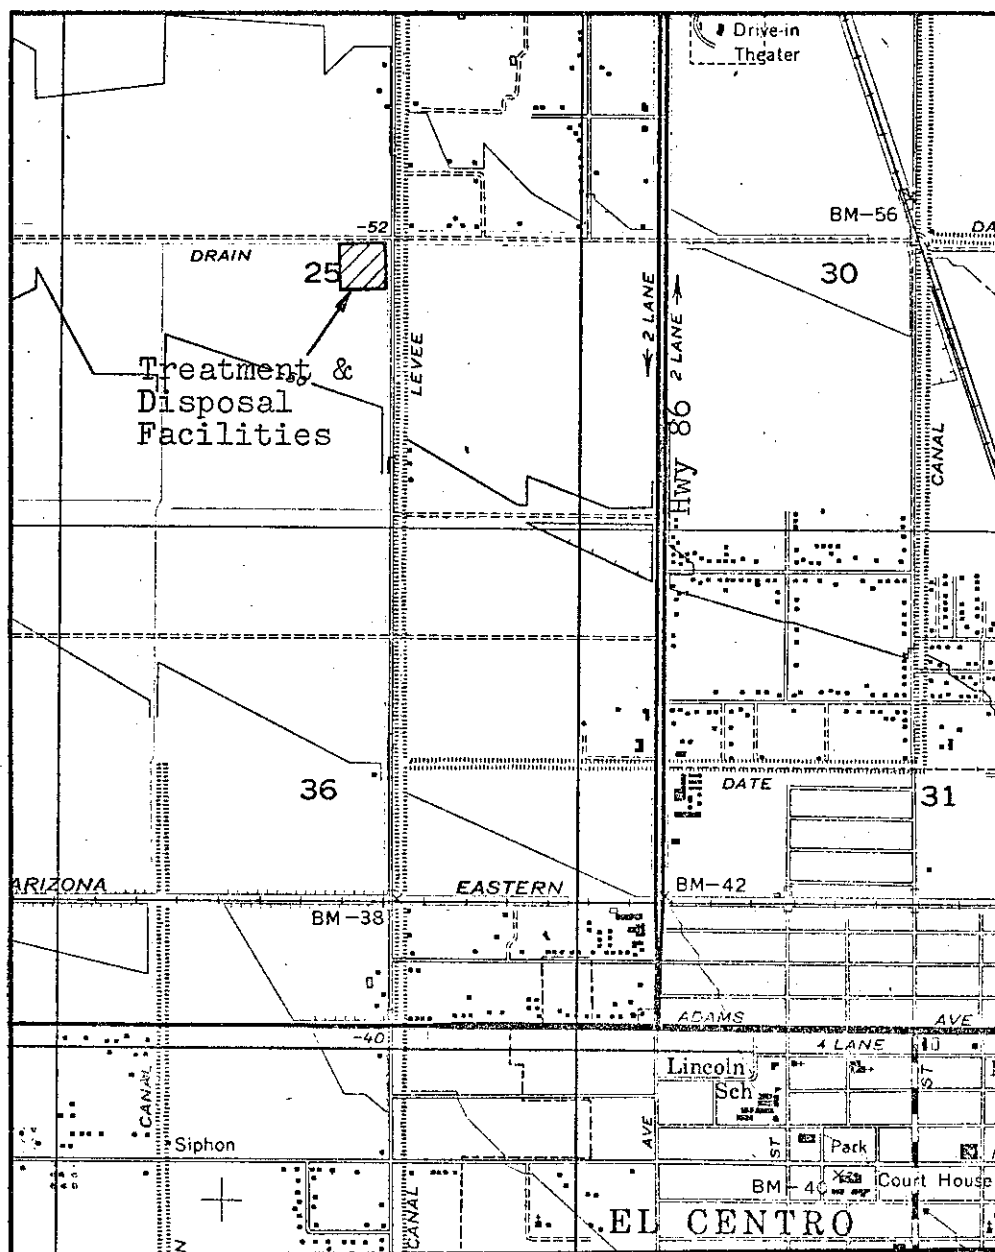 Drive-in
Theater
BM-56
-52
DA
DRAIN
25
30
2 LANE
2 LANE
LEVEE
Treatment &
Disposal
Facilities
Hwy 86
CANAL
36
DATE
31
ARIZONA
EASTERN
BM-42
BM-38
ADAMS
AVE
-40
4 LANE
Lincoln
Sch
ST
CANAL
AVE
ST
Siphon
Park
Court House
BM-40
CANAL
EL CENTRO
N